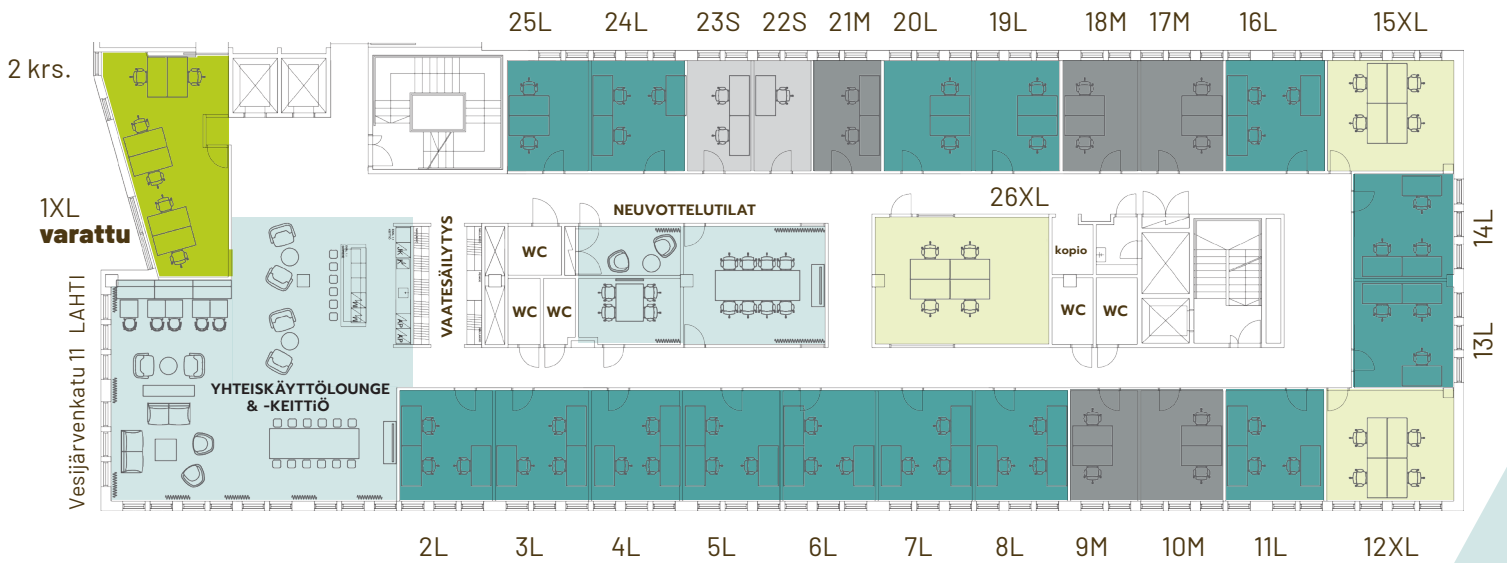 25L 24L 23S 22S 21M 20L 19L 18M 17M 16L 15XL
2 krs.
1XL
varattu
VAATESÄILYTYS
NEUVOTTELUTILAT
26XL
WC
WC
WC
kopio
WC
WC
14L
13L
Vesijärvenkatu 11 LAHTI
YHTEISKÄYTTÖLOUNGE
& -KEITTiÖ
2L 3L 4L 5L 6L 7L 8L 9M 10M 11L 12XL